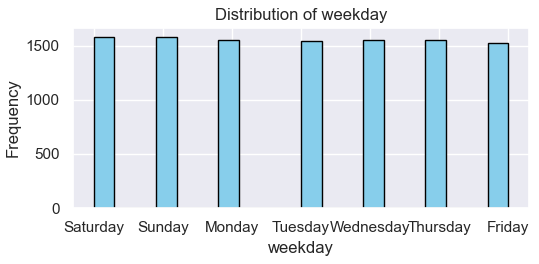 Distribution of weekday
1500
1000
500
0
Frequency
Saturday Sunday Monday Tuesday Wednesday Thursday Friday
weekday